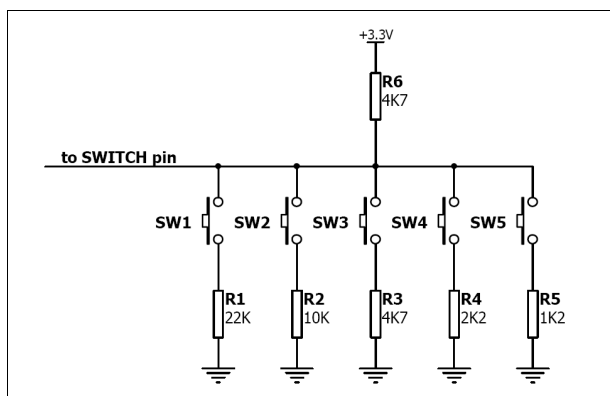 +3.3V
R6
4K7
to SWITCH pin
SW1 SW2 SW3 SW4 SW5
R1 R2 R3 R4 R5
22K 10K 4K7 2K2 1K2